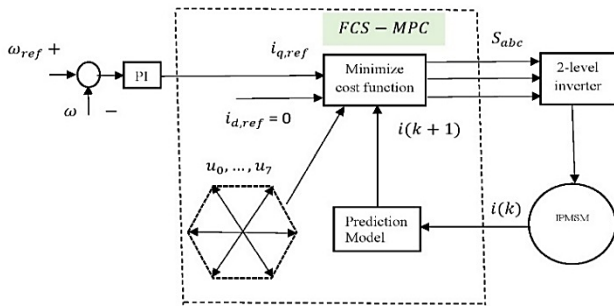 FCS − MPC
ω_ref +
ω −
PI
i_q,ref
i_d,ref = 0
Minimize
cost function
S_abc
2-level
inverter
i(k + 1)
u_0, ..., u_7
Prediction
Model
i(k)
IPMSM